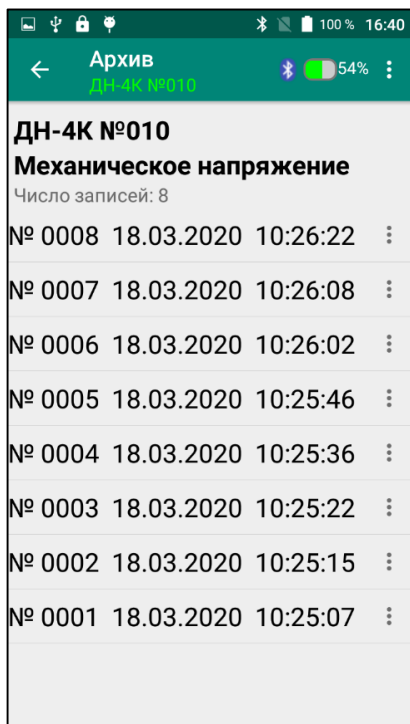 100 % 16:40
Архив
ДН-4К №010
54%
ДН-4К №010
Механическое напряжение
Число записей: 8
№ 0008 18.03.2020 10:26:22
№ 0007 18.03.2020 10:26:08
№ 0006 18.03.2020 10:26:02
№ 0005 18.03.2020 10:25:46
№ 0004 18.03.2020 10:25:36
№ 0003 18.03.2020 10:25:22
№ 0002 18.03.2020 10:25:15
№ 0001 18.03.2020 10:25:07